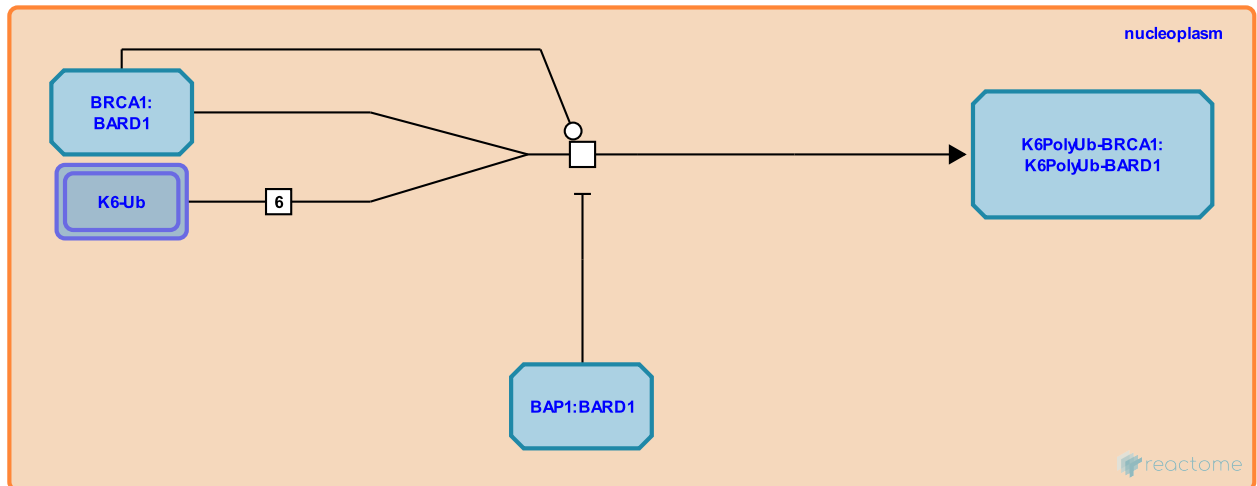 nucleoplasm
BRCA1:
BARD1
K6-Ub
6
K6PolyUb-BRCA1:
K6PolyUb-BARD1
BAP1:BARD1
reactome